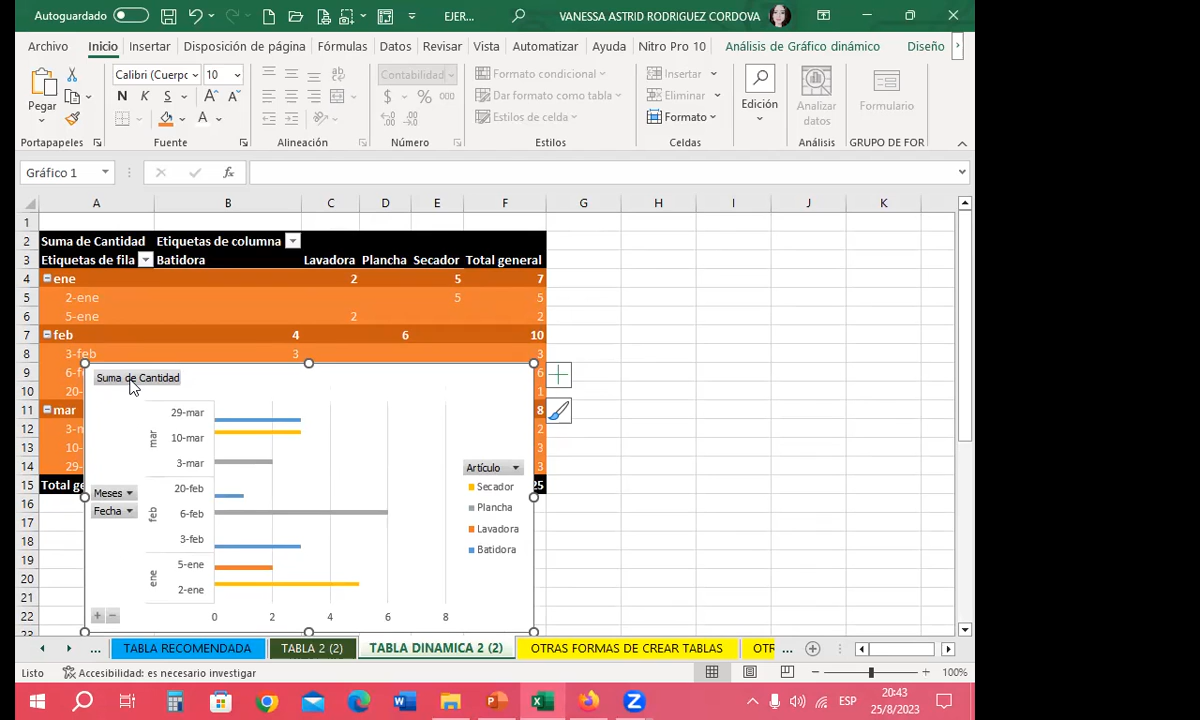 Autoguardado EJER... VANESSA ASTRID RODRIGUEZ CORDOVA
Archivo Inicio Insertar Disposición de página Fórmulas Datos Revisar Vista Automatizar Ayuda Nitro Pro 10 Análisis de Gráfico dinámico Diseño
Calibri (Cuerpo 10 Contabilidad Formato condicional Insertar
Pegar N K S A A $ % 000 Dar formato como tabla Eliminar Edición Analizar datos Formulario
Estilos de celda Formato
Portapapeles Fuente Alineación Número Estilos Celdas Análisis GRUPO DE FOR
Gráfico 1 fx
A B C D E F G H I J K
1
2 Suma de Cantidad Etiquetas de columna
3 Etiquetas de fila Batidora Lavadora Plancha Secador Total general
4 ene 2 5 7
5 2-ene 5 5
6 5-ene 2 2
7 feb 4 6 10
8 3-feb 3 3
9 6-f 6
10 20- 1
11 mar 8
12 3-m 2
13 10- 3
14 29- 3
15 Total ge 25
16
17
18
19
20
21
22
23
Suma de Cantidad
29-mar
mar 10-mar
3-mar
20-feb
feb 6-feb
3-feb
5-ene
ene 2-ene
0 2 4 6 8
Meses
Fecha
Artículo
Secador
Plancha
Lavadora
Batidora
... TABLA RECOMENDADA TABLA 2 (2) TABLA DINAMICA 2 (2) OTRAS FORMAS DE CREAR TABLAS OTR ...
Listo Accesibilidad: es necesario investigar 100%
ESP 20:43
25/8/2023